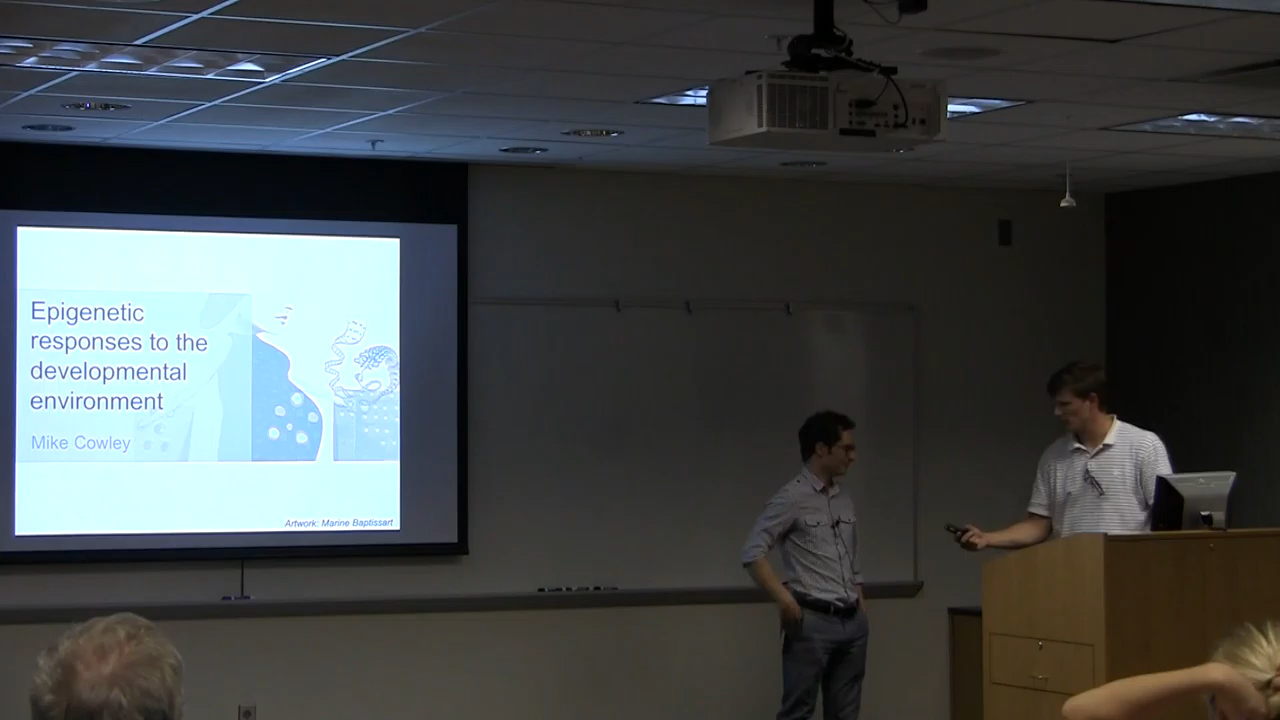 Epigenetic
responses to the
developmental
environment
Mike Cowley
Artwork: Marine Baptissart